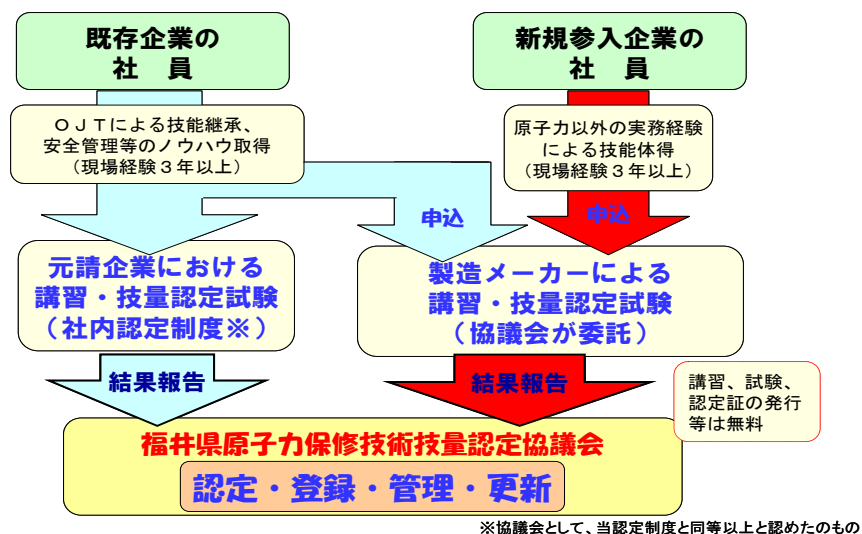 既存企業の
社　員
新規参入企業の
社　員
ＯＪＴによる技能継承、
安全管理等のノウハウ取得
（現場経験３年以上）
原子力以外の実務経験
による技能体得
（現場経験３年以上）
申込
申込
元請企業における
講習・技量認定試験
（社内認定制度※）
製造メーカーによる
講習・技量認定試験
（協議会が委託）
結果報告
結果報告
講習、試験、
認定証の発行
等は無料
福井県原子力保修技術技量認定協議会
認定・登録・管理・更新
※協議会として、当認定制度と同等以上と認めたのもの